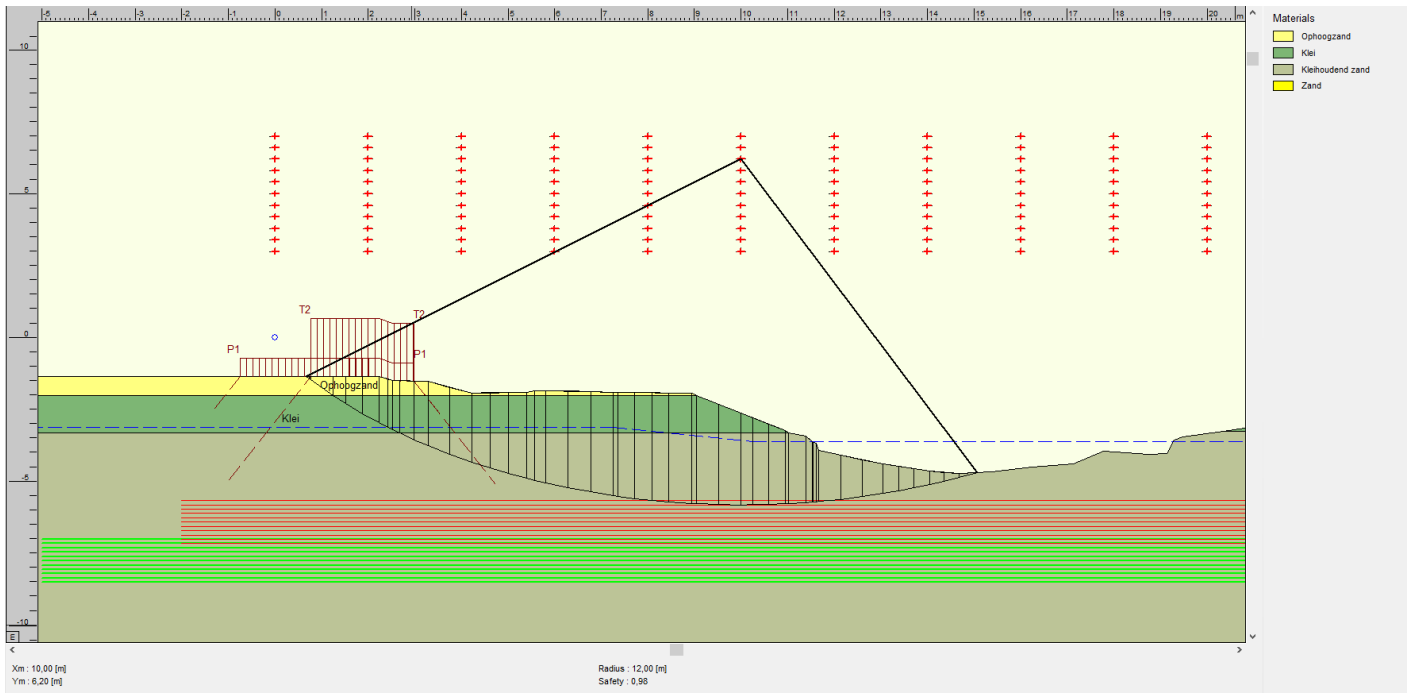 -5 -4 -3 -2 -1 0 1 2 3 4 5 6 7 8 9 10 11 12 13 14 15 16 17 18 19 20 m
Materials
Ophoogzand
Klei
Kleihoudend zand
Zand
10
5
T2
T2
0
P1
P1
Ophoogzand
Klei
-5
-10
E
Xm : 10,00 [m]
Radius : 12,00 [m]
Ym : 6,20 [m]
Safety : 0,98